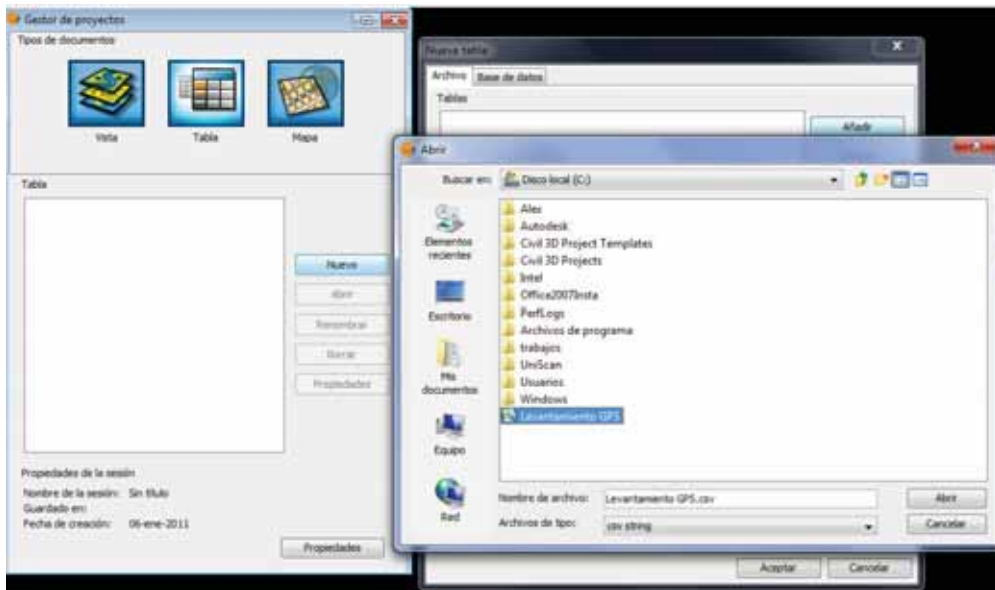 Gestor de proyectos
Tipos de documentos
Vista
Tabla
Mapa
Tabla
Nuevo
Abrir
Renombrar
Borrar
Propiedades
Propiedades de la sesión
Nombre de la sesión: Sin título
Guardado en:
Fecha de creación: 06-ene-2011
Propiedades
Nueva tabla
Archivo
Base de datos
Tablas
Añadir
Abrir
Buscar en:
Disco local (C:)
Elementos recientes
Escritorio
Mis documentos
Equipo
Red
Alex
Autodesk
Civil 3D Project Templates
Civil 3D Projects
Intel
Office2007Insta
PerfLogs
Archivos de programa
trabajos
UniScan
Usuarios
Windows
Levantamiento GPS
Nombre de archivo: Levantamiento GPS.csv
Archivos de tipo: csv string
Abrir
Cancelar
Aceptar
Cancelar